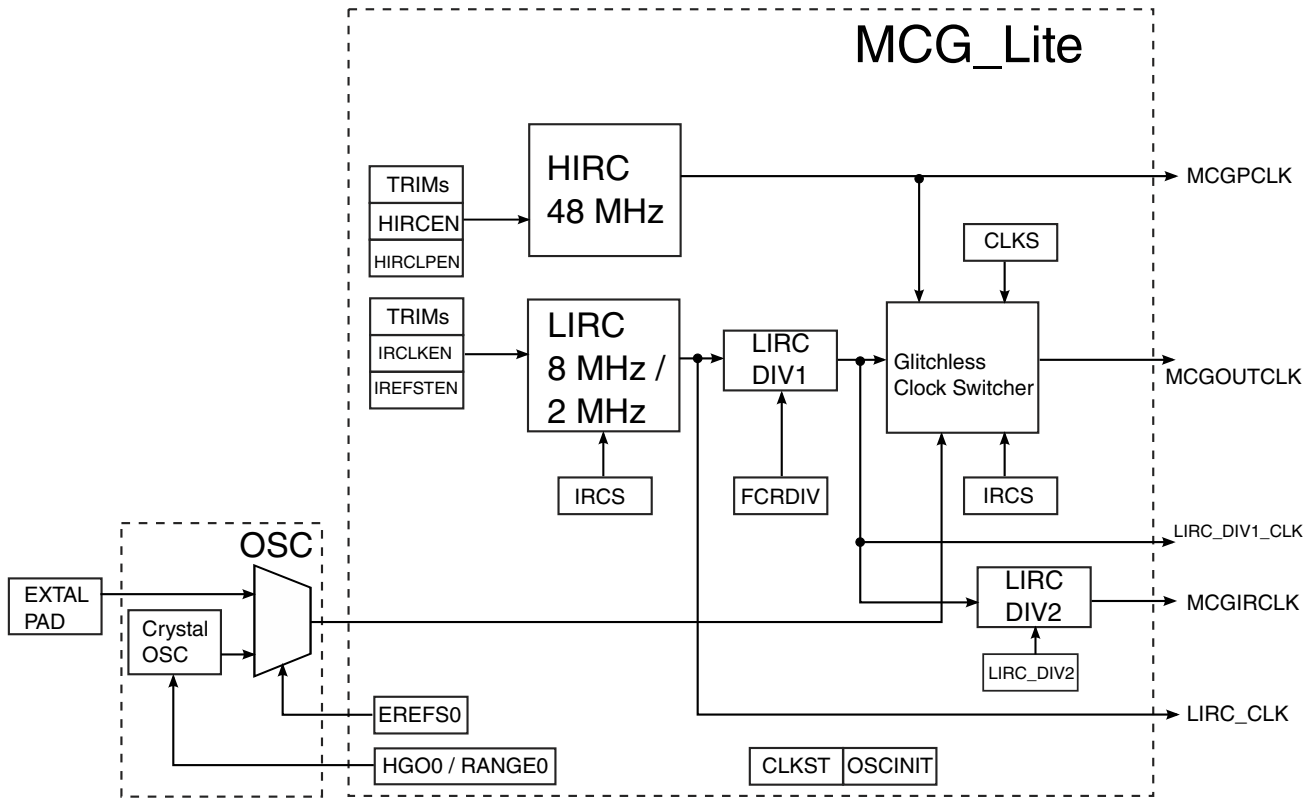 MCG_Lite
HIRC
48 MHz
TRIMs
HIRCEN
HIRCLPEN
MCGPCLK
CLKS
TRIMs
IRCLKEN
IREFSTEN
LIRC
8 MHz /
2 MHz
LIRC
DIV1
Glitchless
Clock Switcher
MCGOUTCLK
IRCS
FCRDIV
IRCS
OSC
LIRC_DIV1_CLK
EXTAL
PAD
Crystal
OSC
LIRC
DIV2
MCGIRCLK
LIRC_DIV2
EREFS0
LIRC_CLK
HGO0 / RANGE0
CLKST
OSCINIT